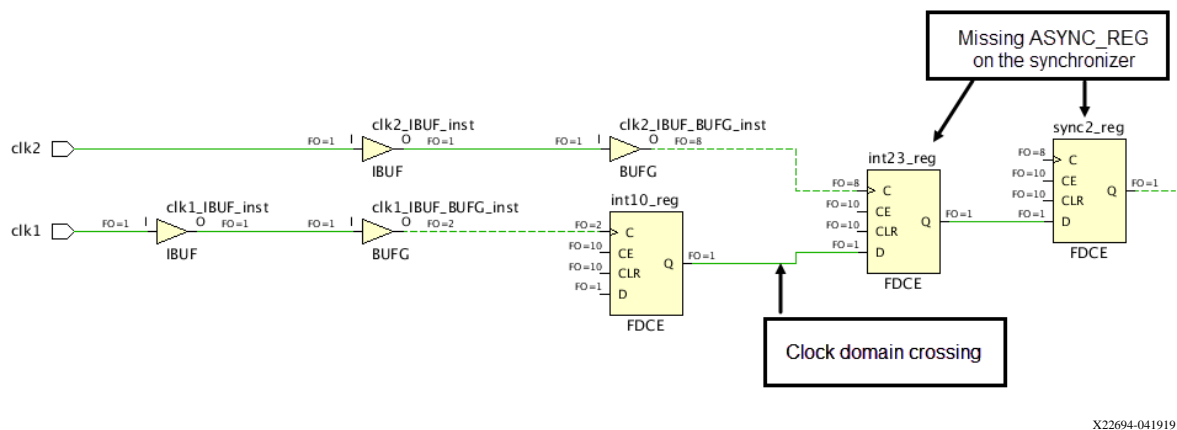 Missing ASYNC_REG
on the synchronizer
clk2_IBUF_inst
clk2_IBUF_BUFG_inst
sync2_reg
clk2
FO=1
I
O
FO=1
FO=1
I
O
FO=8
int23_reg
FO=8
C
IBUF
BUFG
FO=10
CE
FO=8
C
Q
FO=1
clk1_IBUF_inst
clk1_IBUF_BUFG_inst
int10_reg
FO=10
CE
FO=10
CLR
clk1
FO=1
I
O
FO=1
FO=1
I
O
FO=2
FO=2
C
FO=10
CLR
Q
FO=1
FO=1
D
IBUF
BUFG
FO=10
CE
FO=1
D
FDCE
FO=10
CLR
Q
FO=1
FDCE
FO=1
D
FDCE
Clock domain crossing
X22694-041919